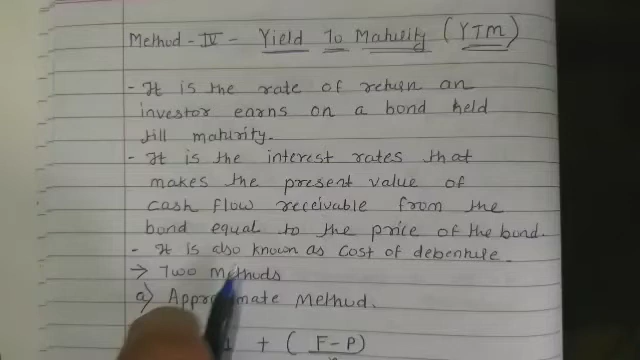 Method - IV - Yield To Maturity (YTM)
- It is the rate of return an
investor earns on a bond held
till maturity.
- It is the interest rates that
makes the present value of
cash flow receivable from the
bond equal to the price of the bond.
- It is also known as cost of debenture.
→ Two Methods
a) Approximate Method.
+ ( F-P )